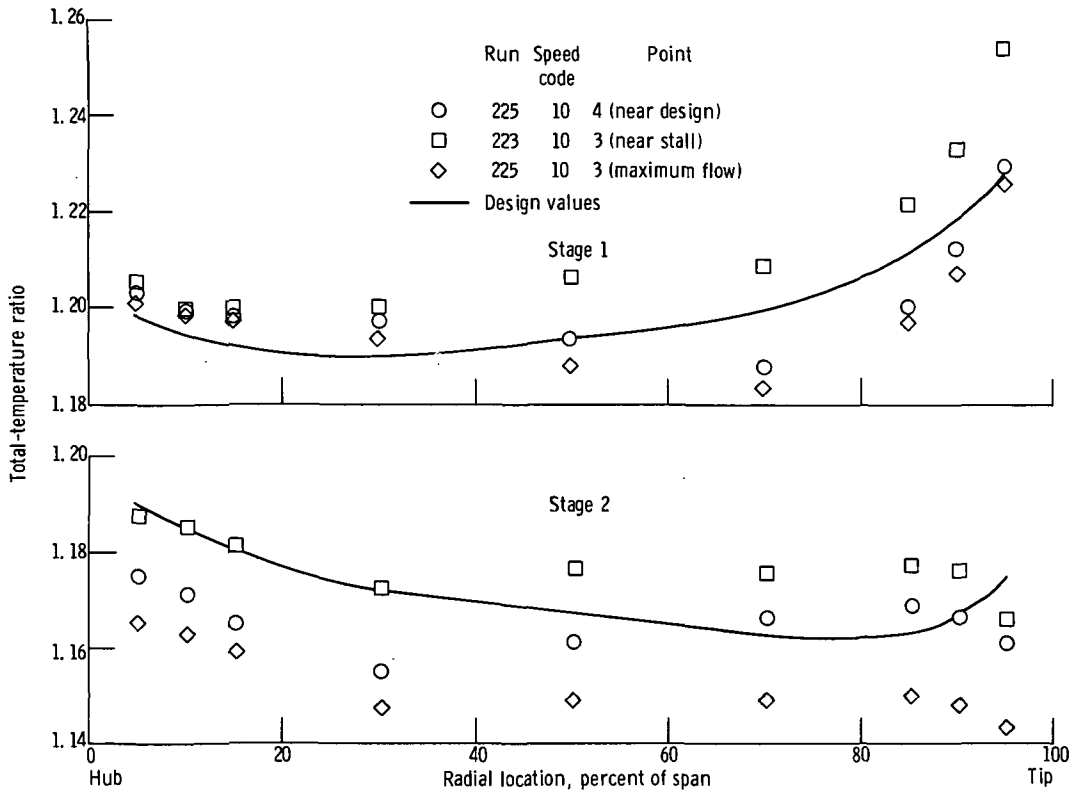 1.26
1.24
1.22
1.20
1.18
Run Speed code Point
225 10 4 (near design)
223 10 3 (near stall)
225 10 3 (maximum flow)
Design values
Stage 1
Total-temperature ratio
1.20
1.18
1.16
1.14
Stage 2
0 20 40 60 80 100
Hub Radial location, percent of span Tip